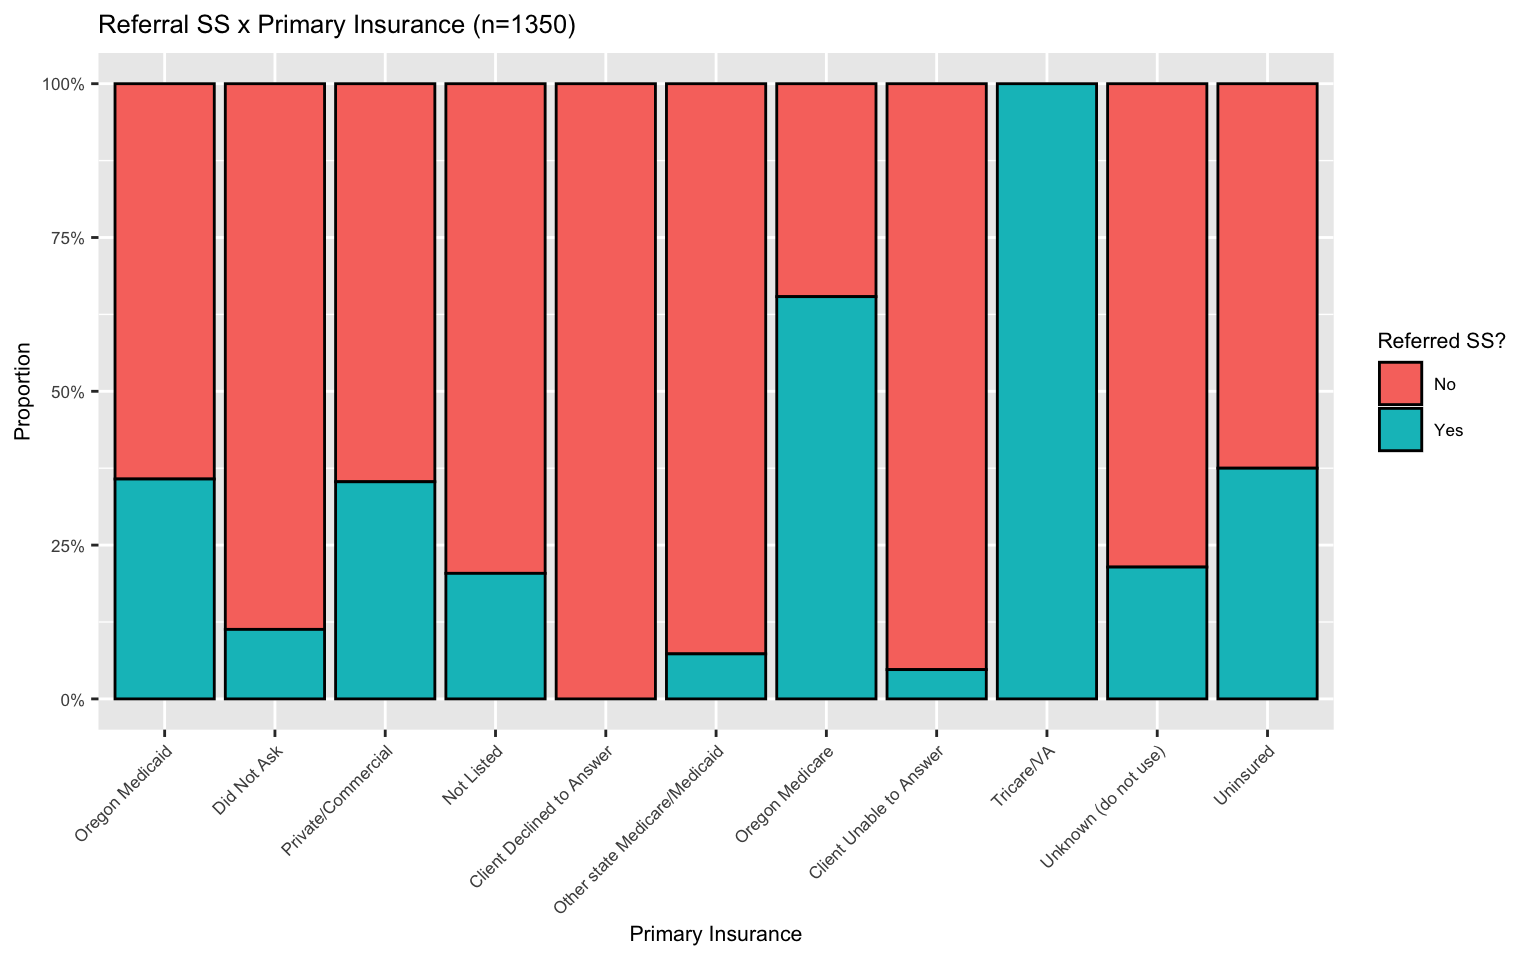 Referral SS x Primary Insurance (n=1350)
100%
75%
50%
25%
0%
Proportion
Oregon Medicaid
Did Not Ask
Private/Commercial
Not Listed
Client Declined to Answer
Other state Medicare/Medicaid
Oregon Medicare
Client Unable to Answer
Tricare/VA
Unknown (do not use)
Uninsured
Primary Insurance
Referred SS?
No
Yes